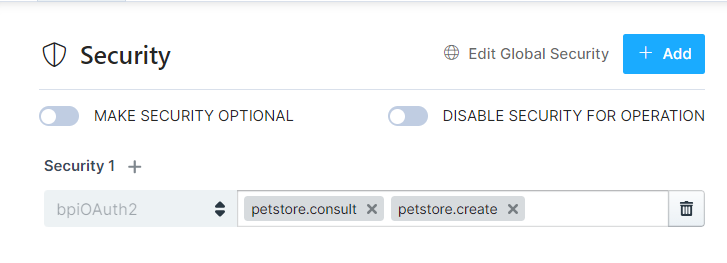 Security
Edit Global Security
+ Add
MAKE SECURITY OPTIONAL
DISABLE SECURITY FOR OPERATION
Security 1 +
bpiOAuth2
petstore.consult ×
petstore.create ×